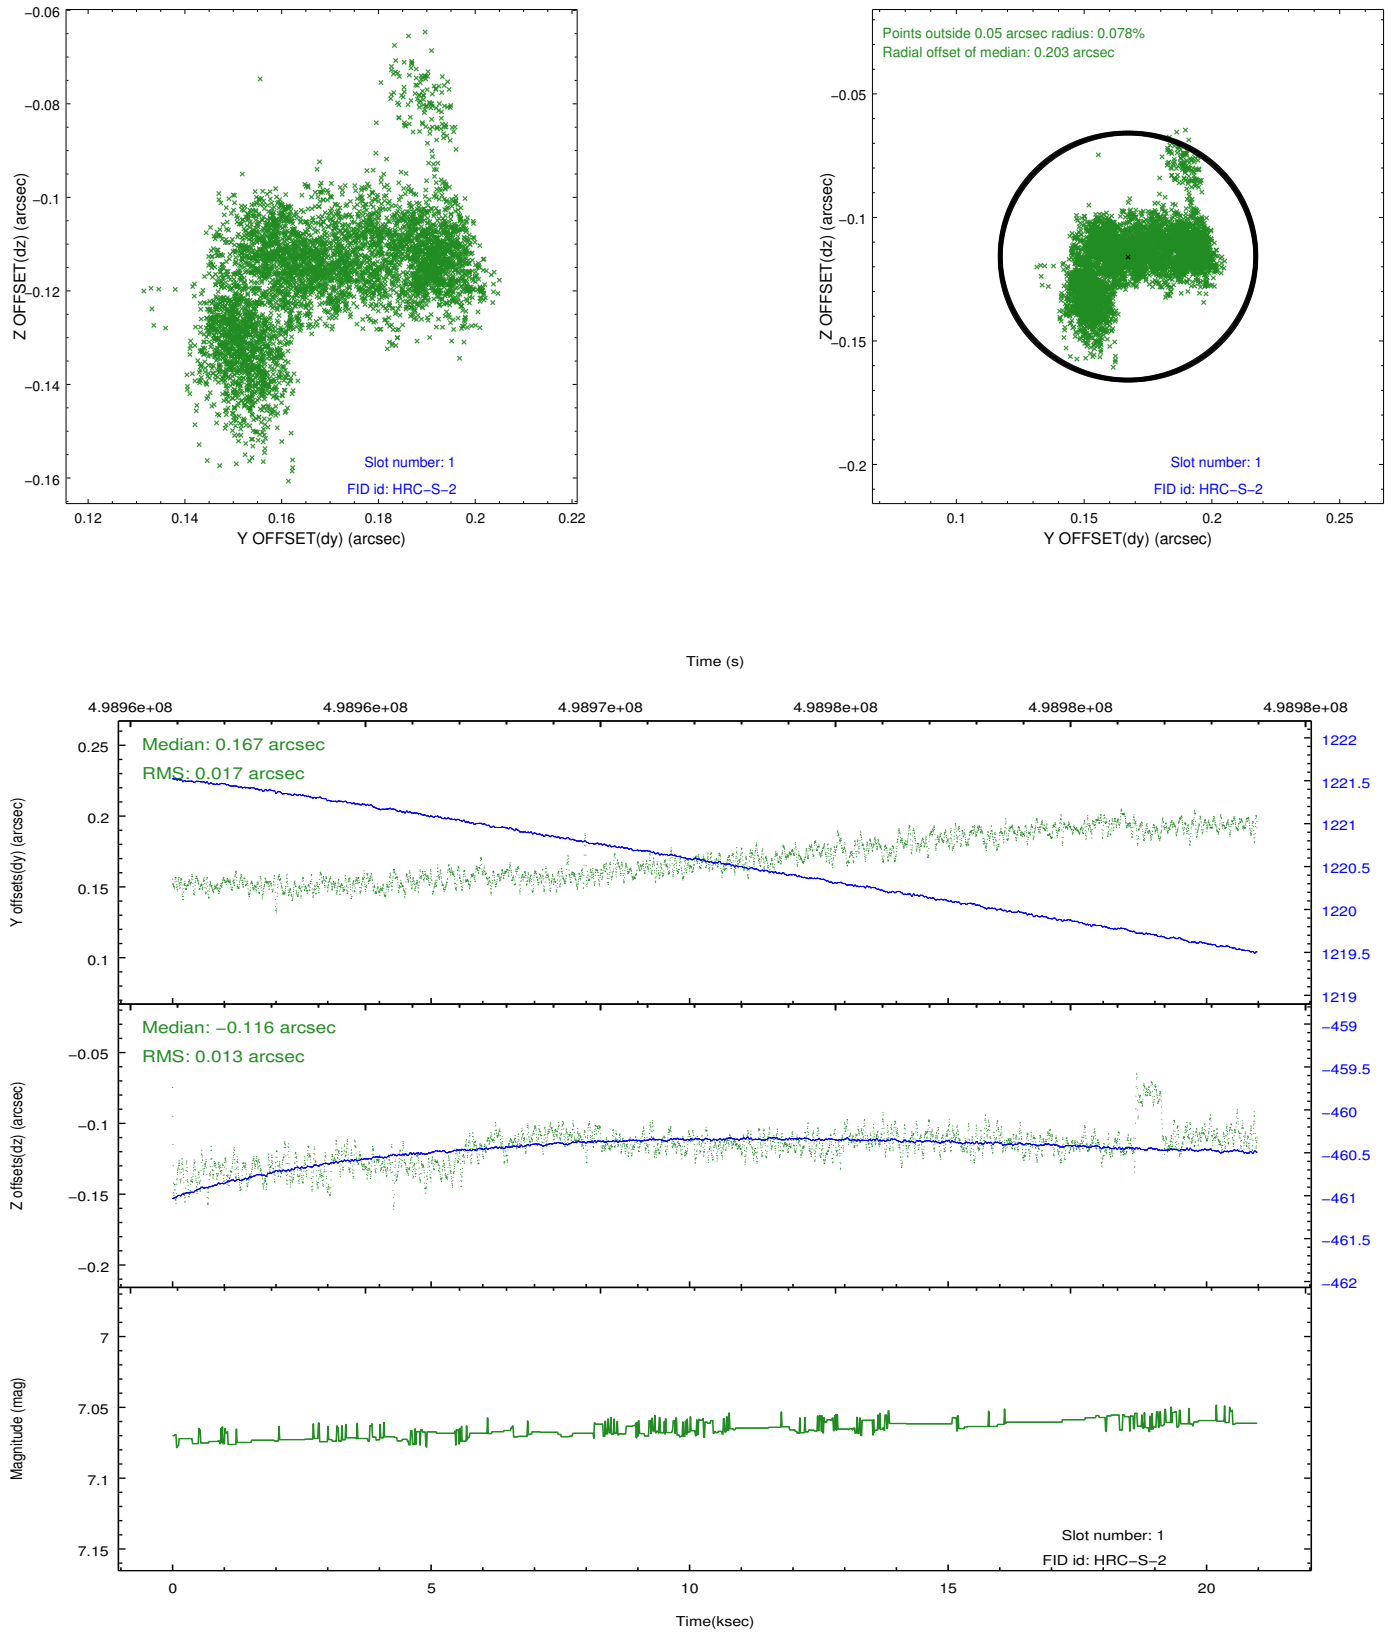 −0.06
−0.08
−0.1
−0.12
−0.14
−0.16
Z OFFSET(dz) (arcsec)
0.12 0.14 0.16 0.18 0.2 0.22
Y OFFSET(dy) (arcsec)
Slot number: 1
FID id: HRC−S−2
Points outside 0.05 arcsec radius: 0.078%
Radial offset of median: 0.203 arcsec
−0.05
−0.1
−0.15
−0.2
Z OFFSET(dz) (arcsec)
0.1 0.15 0.2 0.25
Y OFFSET(dy) (arcsec)
Slot number: 1
FID id: HRC−S−2
Time (s)
4.9896e+08 4.9896e+08 4.9897e+08 4.9898e+08 4.9898e+08 4.9898e+08
Median: 0.167 arcsec
RMS: 0.017 arcsec
0.25
0.2
0.15
0.1
Y offsets(dy) (arcsec)
1222
1221.5
1221
1220.5
1220
1219.5
1219
Median: −0.116 arcsec
RMS: 0.013 arcsec
−0.05
−0.1
−0.15
−0.2
Z offsets(dz) (arcsec)
−459
−459.5
−460
−460.5
−461
−461.5
−462
7
7.05
7.1
7.15
Magnitude (mag)
Slot number: 1
FID id: HRC−S−2
0 5 10 15 20
Time(ksec)